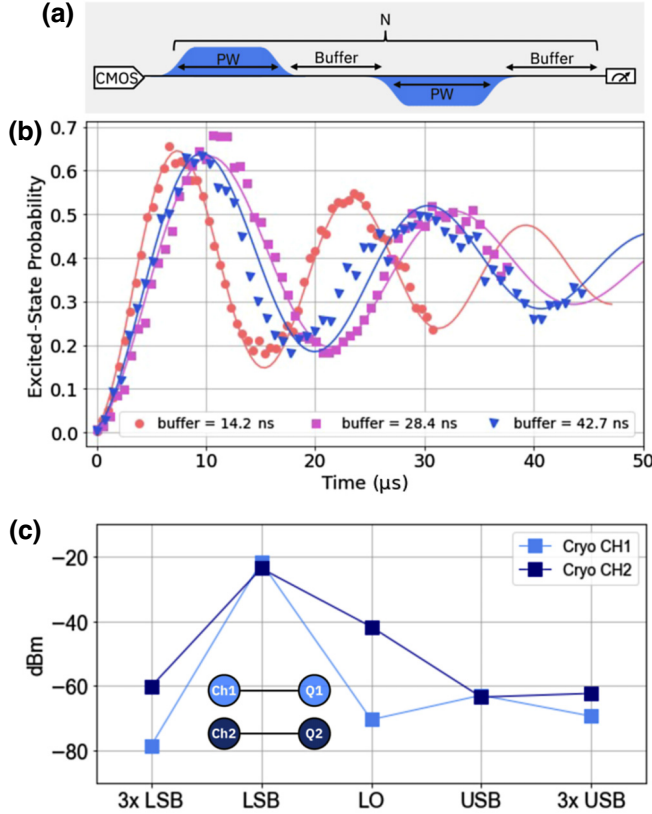 (a)
N
CMOS
PW
Buffer
PW
Buffer
(b)
0.7
0.6
0.5
0.4
0.3
0.2
0.1
0.0
Excited-State Probability
buffer = 14.2 ns
buffer = 28.4 ns
buffer = 42.7 ns
0
10
20
30
40
50
Time (µs)
(c)
−20
−40
−60
−80
dBm
Cryo CH1
Cryo CH2
Ch1
Q1
Ch2
Q2
3x LSB
LSB
LO
USB
3x USB